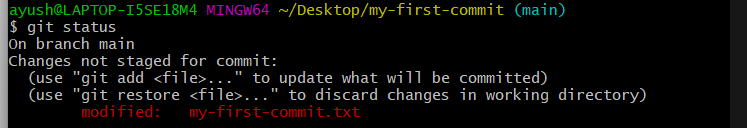 ayush@LAPTOP-I5SE18M4 MINGW64 ~/Desktop/my-first-commit (main)
$ git status
On branch main
Changes not staged for commit:
  (use "git add <file>..." to update what will be committed)
  (use "git restore <file>..." to discard changes in working directory)
        modified:   my-first-commit.txt